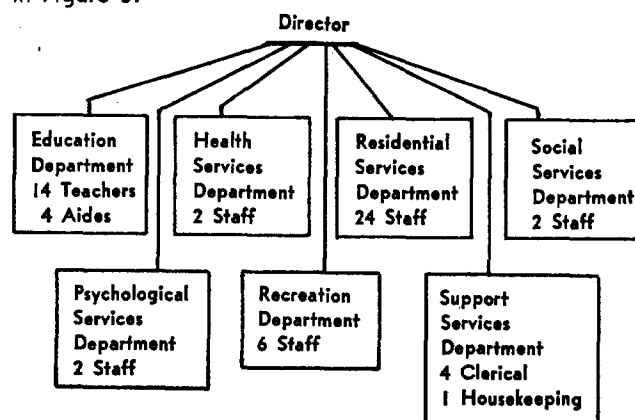 in Figure 3.
Director
Education
Department
14 Teachers
4 Aides
Health
Services
Department
2 Staff
Residential
Services
Department
24 Staff
Social
Services
Department
2 Staff
Psychological
Services
Department
2 Staff
Recreation
Department
6 Staff
Support
Services
Department
4 Clerical
1 Housekeeping